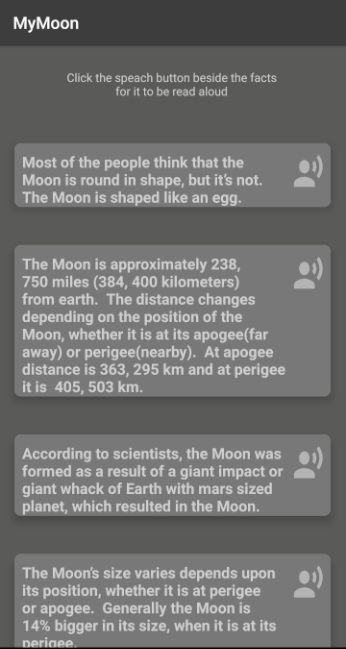 MyMoon
Click the speach button beside the facts
for it to be read aloud
Most of the people think that the
Moon is round in shape, but it's not.
The Moon is shaped like an egg.
The Moon is approximately 238,
750 miles (384, 400 kilometers)
from earth.  The distance changes
depending on the position of the
Moon, whether it is at its apogee(far
away) or perigee(nearby).  At apogee
distance is 363, 295 km and at perigee
it is  405, 503 km.
According to scientists, the Moon was
formed as a result of a giant impact or
giant whack of Earth with mars sized
planet, which resulted in the Moon.
The Moon's size varies depends upon
its position, whether it is at perigee
or apogee.  Generally the Moon is
14% bigger in its size, when it is at its
perigee.